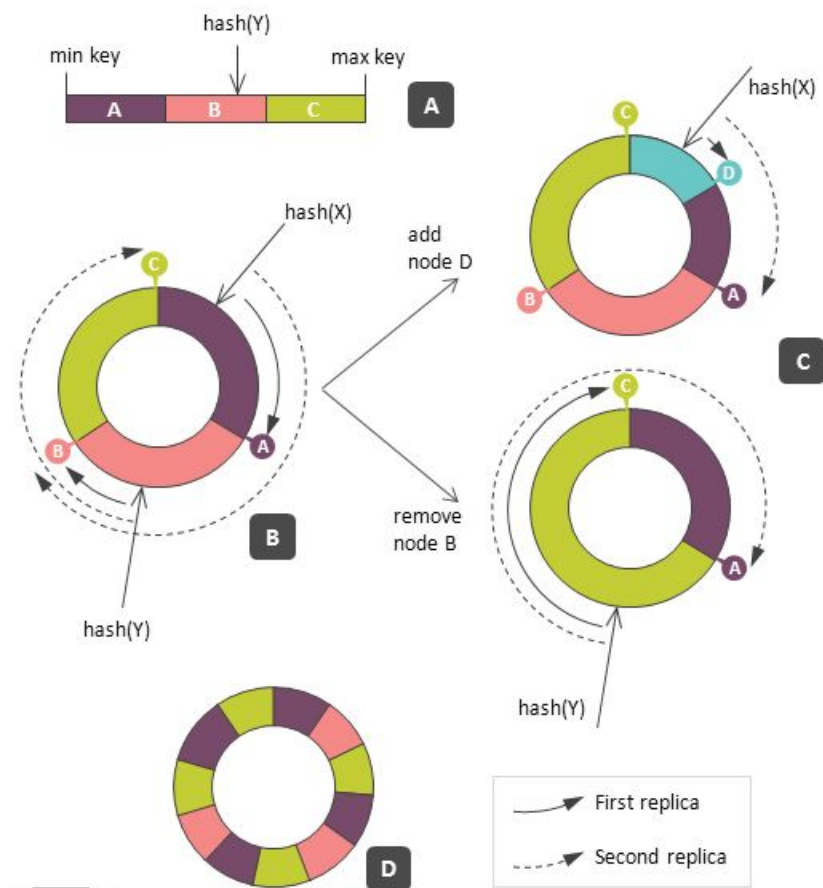 hash(Y)
min key
max key
A
B
C
A
hash(X)
C
D
A
B
C
add
node D
hash(X)
C
A
B
B
hash(Y)
remove
node B
C
A
hash(Y)
D
First replica
Second replica